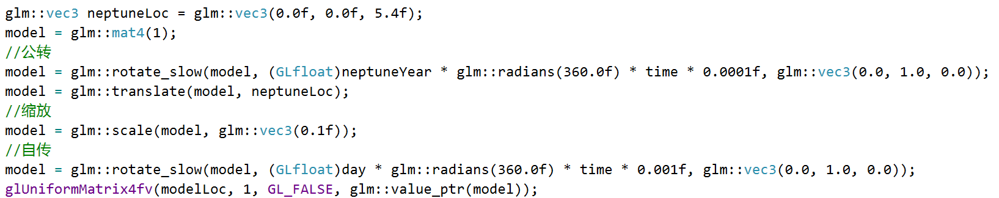 glm::vec3 neptuneLoc = glm::vec3(0.0f, 0.0f, 5.4f);
model = glm::mat4(1);
//公转
model = glm::rotate_slow(model, (GLfloat)neptuneYear * glm::radians(360.0f) * time * 0.0001f, glm::vec3(0.0, 1.0, 0.0));
model = glm::translate(model, neptuneLoc);
//缩放
model = glm::scale(model, glm::vec3(0.1f));
//自传
model = glm::rotate_slow(model, (GLfloat)day * glm::radians(360.0f) * time * 0.001f, glm::vec3(0.0, 1.0, 0.0));
glUniformMatrix4fv(modelLoc, 1, GL_FALSE, glm::value_ptr(model));